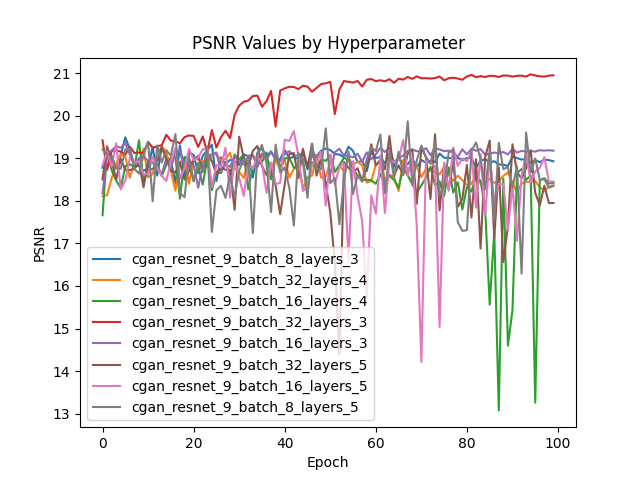 PSNR Values by Hyperparameter
21
20
19
18
17
16
15
14
13
PSNR
cgan_resnet_9_batch_8_layers_3
cgan_resnet_9_batch_32_layers_4
cgan_resnet_9_batch_16_layers_4
cgan_resnet_9_batch_32_layers_3
cgan_resnet_9_batch_16_layers_3
cgan_resnet_9_batch_32_layers_5
cgan_resnet_9_batch_16_layers_5
cgan_resnet_9_batch_8_layers_5
0 20 40 60 80 100
Epoch